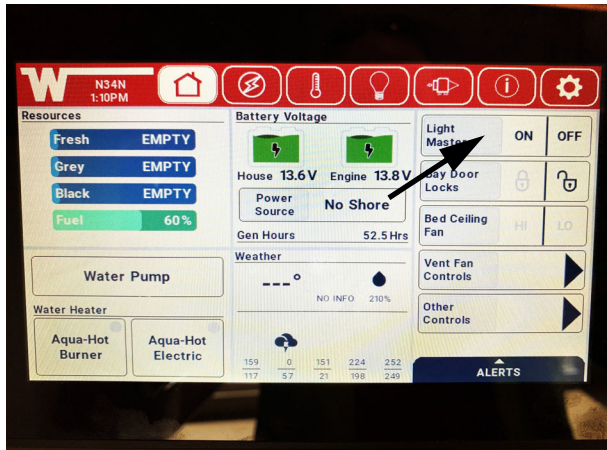 W
N34N
1:10PM
Resources
Fresh EMPTY
Grey EMPTY
Black EMPTY
Fuel 60%
Water Pump
Water Heater
Aqua-Hot
Burner
Aqua-Hot
Electric
Battery Voltage
House 13.6V Engine 13.8V
Power
Source
No Shore
Gen Hours 52.5 Hrs
Weather
---°
NO INFO 210%
159 0 151 224 252
117 57 21 198 249
Light
ON OFF
Door
Locks
Bed Ceiling
Fan
HI LO
Vent Fan
Controls
Other
Controls
ALERTS